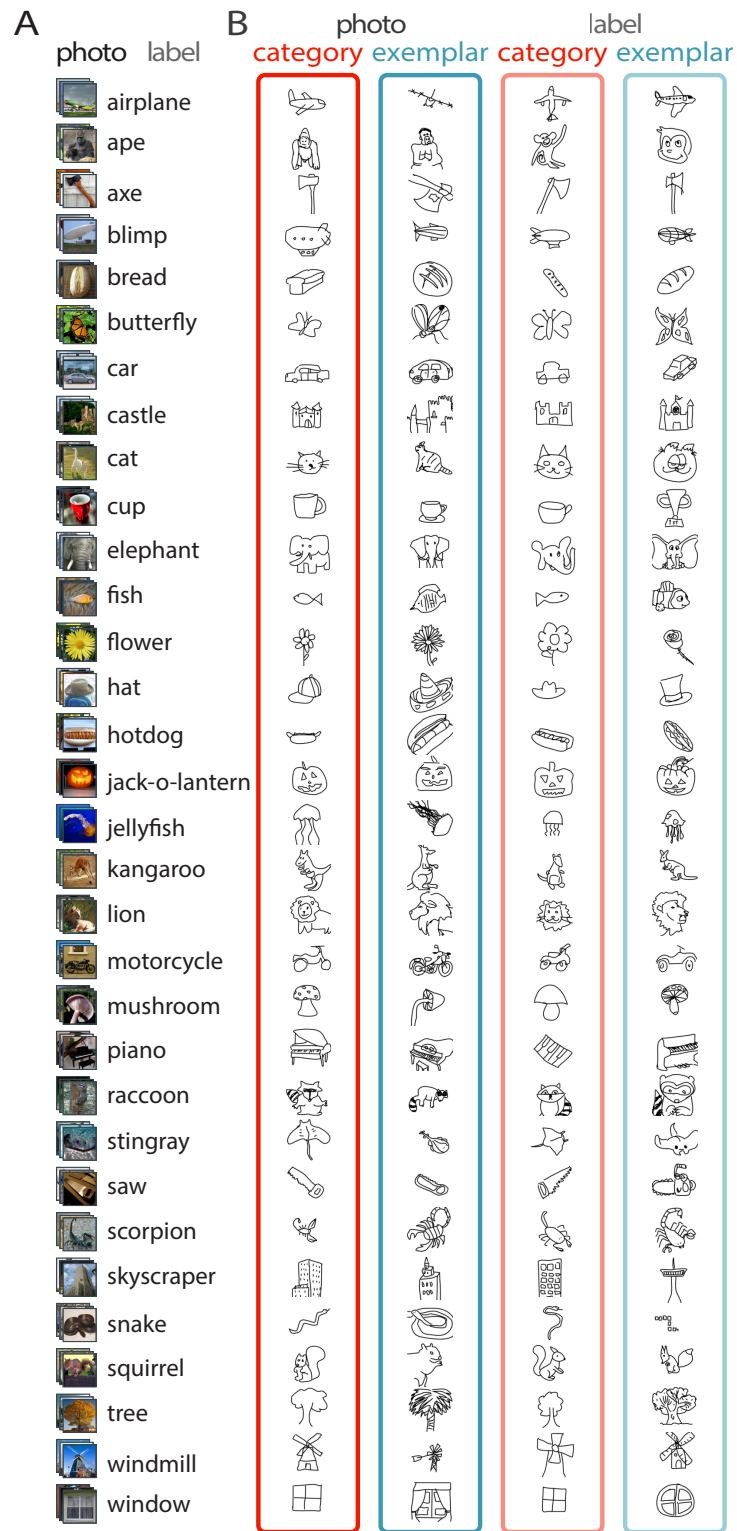 A B photo label
photo label category exemplar category exemplar
airplane
ape
axe
blimp
bread
butterfly
car
castle
cat
cup
elephant
fish
flower
hat
hotdog
jack-o-lantern
jellyfish
kangaroo
lion
motorcycle
mushroom
piano
raccoon
stingray
saw
scorpion
skyscraper
snake
squirrel
tree
windmill
window